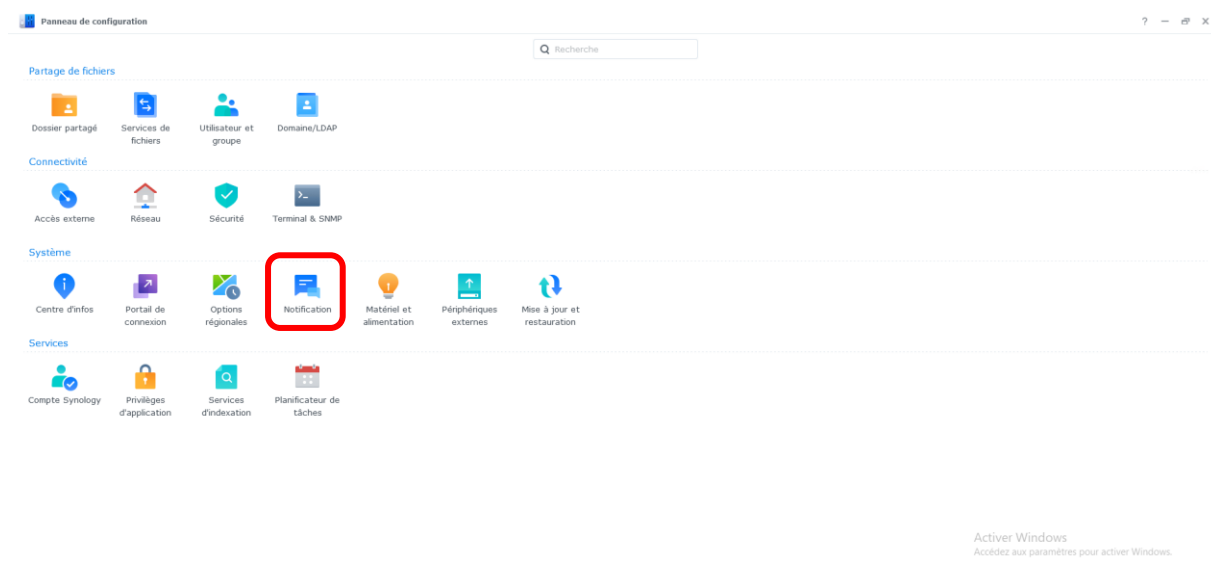 Panneau de configuration
?
Recherche
Partage de fichiers
Dossier partagé
Services de
fichiers
Utilisateur et
groupe
Domaine/LDAP
Connectivité
Accès externe
Réseau
Sécurité
Terminal & SNMP
Système
Centre d'infos
Portail de
connexion
Options
régionales
Notification
Matériel et
alimentation
Périphériques
externes
Mise à jour et
restauration
Services
Compte Synology
Privilèges
d'application
Services
d'indexation
Planificateur de
tâches
Activer Windows
Accédez aux paramètres pour activer Windows.